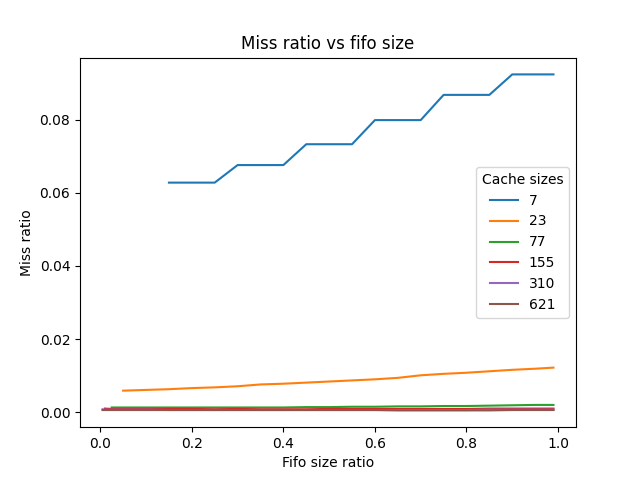 Miss ratio vs fifo size
Miss ratio
0.08
0.06
0.04
0.02
0.00
Cache sizes
7
23
77
155
310
621
0.0 0.2 0.4 0.6 0.8 1.0
Fifo size ratio